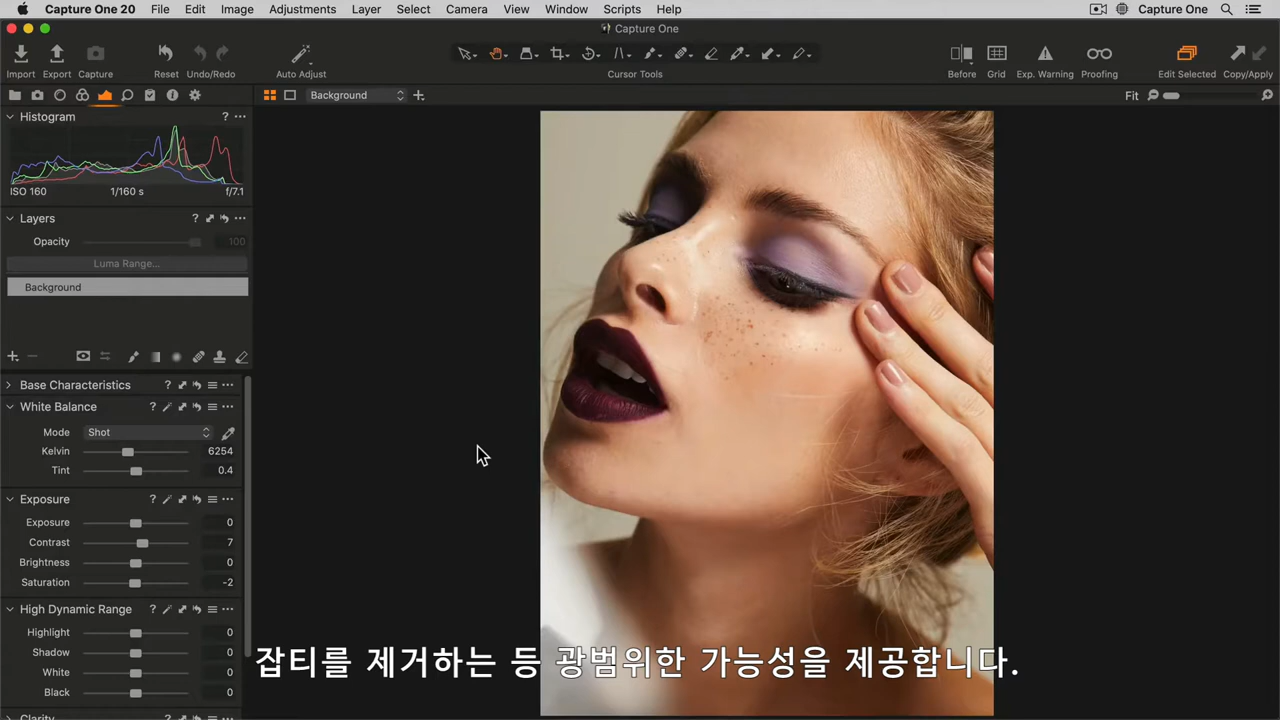 Capture One 20 File Edit Image Adjustments Layer Select Camera View Window Scripts Help Capture One
Capture One
Import Export Capture Reset Undo/Redo Auto Adjust Cursor Tools Before Grid Exp. Warning Proofing Edit Selected Copy/Apply
Background Fit
Histogram ?
ISO 160 1/160 s f/7.1
Layers ?
Opacity 100
Luma Range...
Background
Base Characteristics ?
White Balance ?
Mode Shot
Kelvin 6254
Tint 0.4
Exposure ?
Exposure 0
Contrast 7
Brightness 0
Saturation -2
High Dynamic Range ?
Highlight 0
Shadow 0
White 0
Black 0
잡티를 제거하는 등 광범위한 가능성을 제공합니다.
Clarity